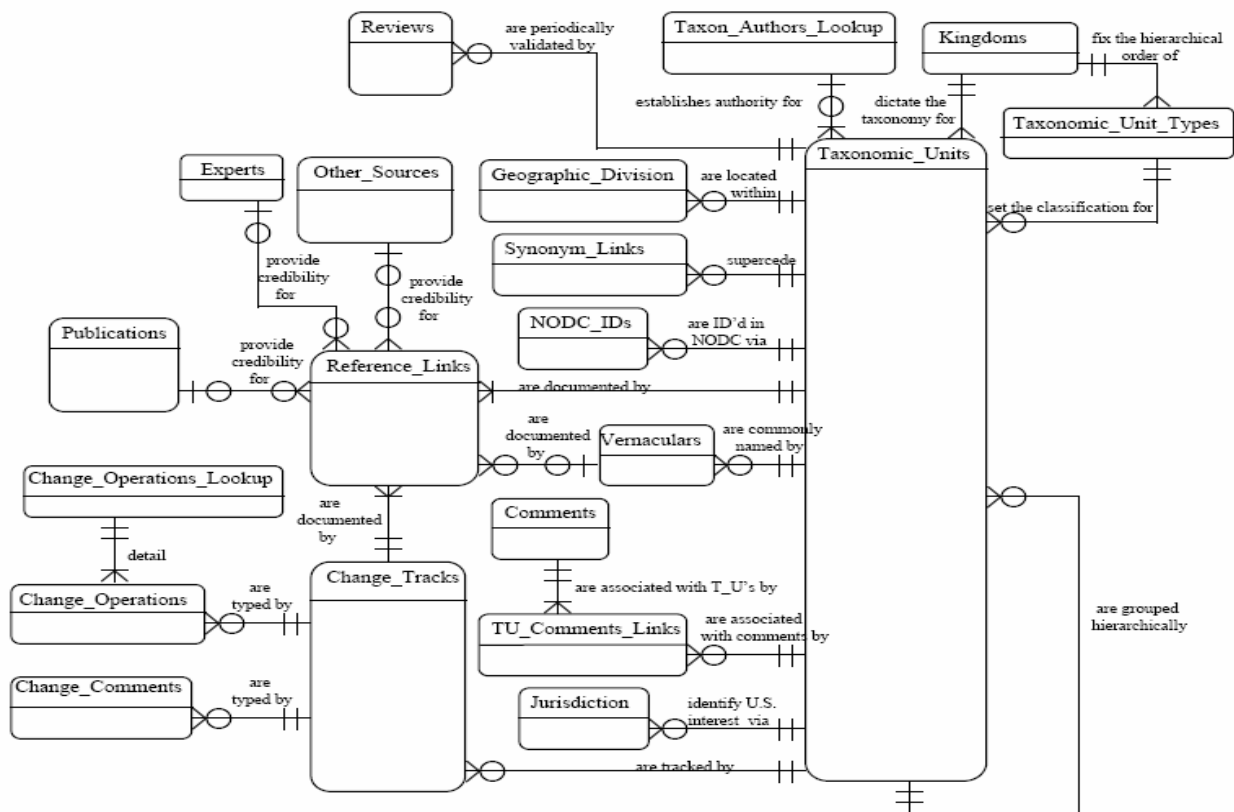 Reviews
are periodically
validated by
Taxon_Authors_Lookup
Kingdoms
fix the hierarchical
order of
establishes authority for
dictate the
taxonomy for
Taxonomic_Unit_Types
Taxonomic_Units
Experts
Other_Sources
Geographic_Division
are located
within
set the classification for
Synonym_Links
supercede
provide
credibility
for
provide
credibility
for
NODC_IDs
are ID'd in
NODC via
Publications
provide
credibility
for
Reference_Links
are documented by
are
documented
by
Vernaculars
are commonly
named by
Change_Operations_Lookup
are
documented
by
Comments
detail
Change_Tracks
are associated with T_U's by
Change_Operations
are
typed by
TU_Comments_Links
are associated
with comments by
are grouped
hierarchically
Change_Comments
are
typed by
Jurisdiction
identify U.S.
interest via
are tracked by